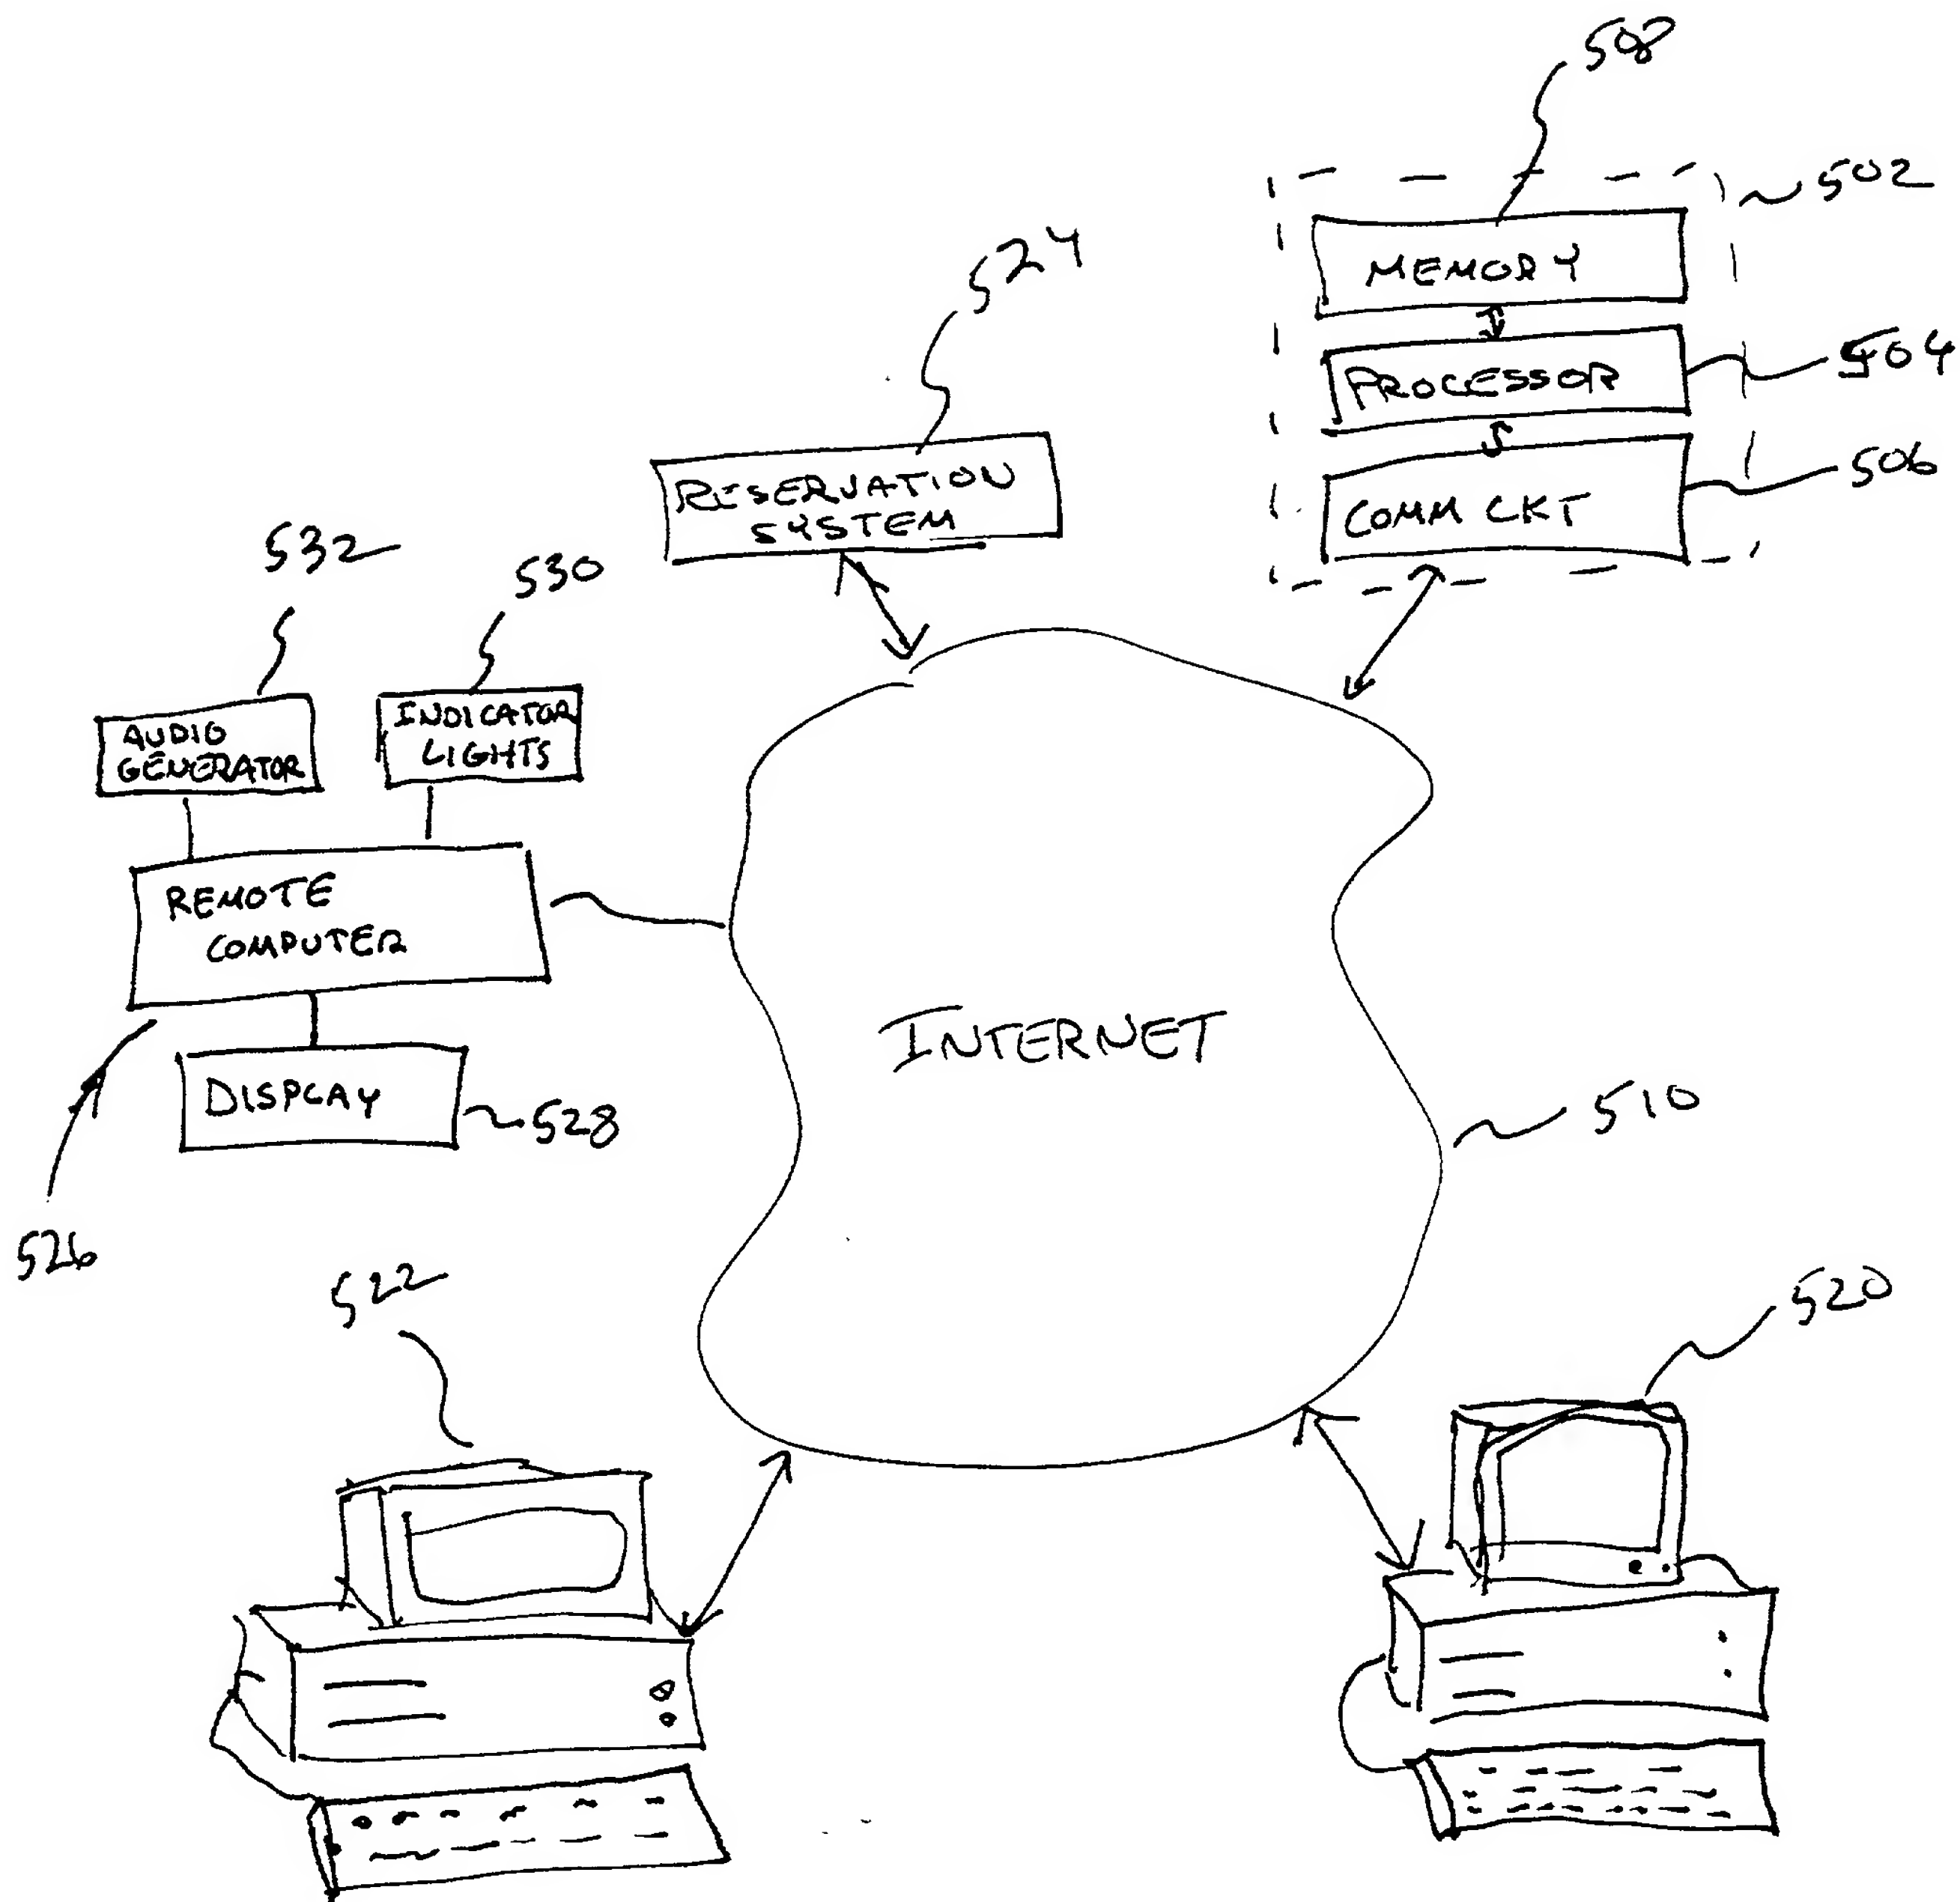 508
502
MEMORY
524
PROCESSOR
504
RESERVATION
SYSTEM
COMM CKT
506
532
530
AUDIO
GENERATOR
INDICATOR
LIGHTS
REMOTE
COMPUTER
INTERNET
DISPLAY
528
510
526
522
520